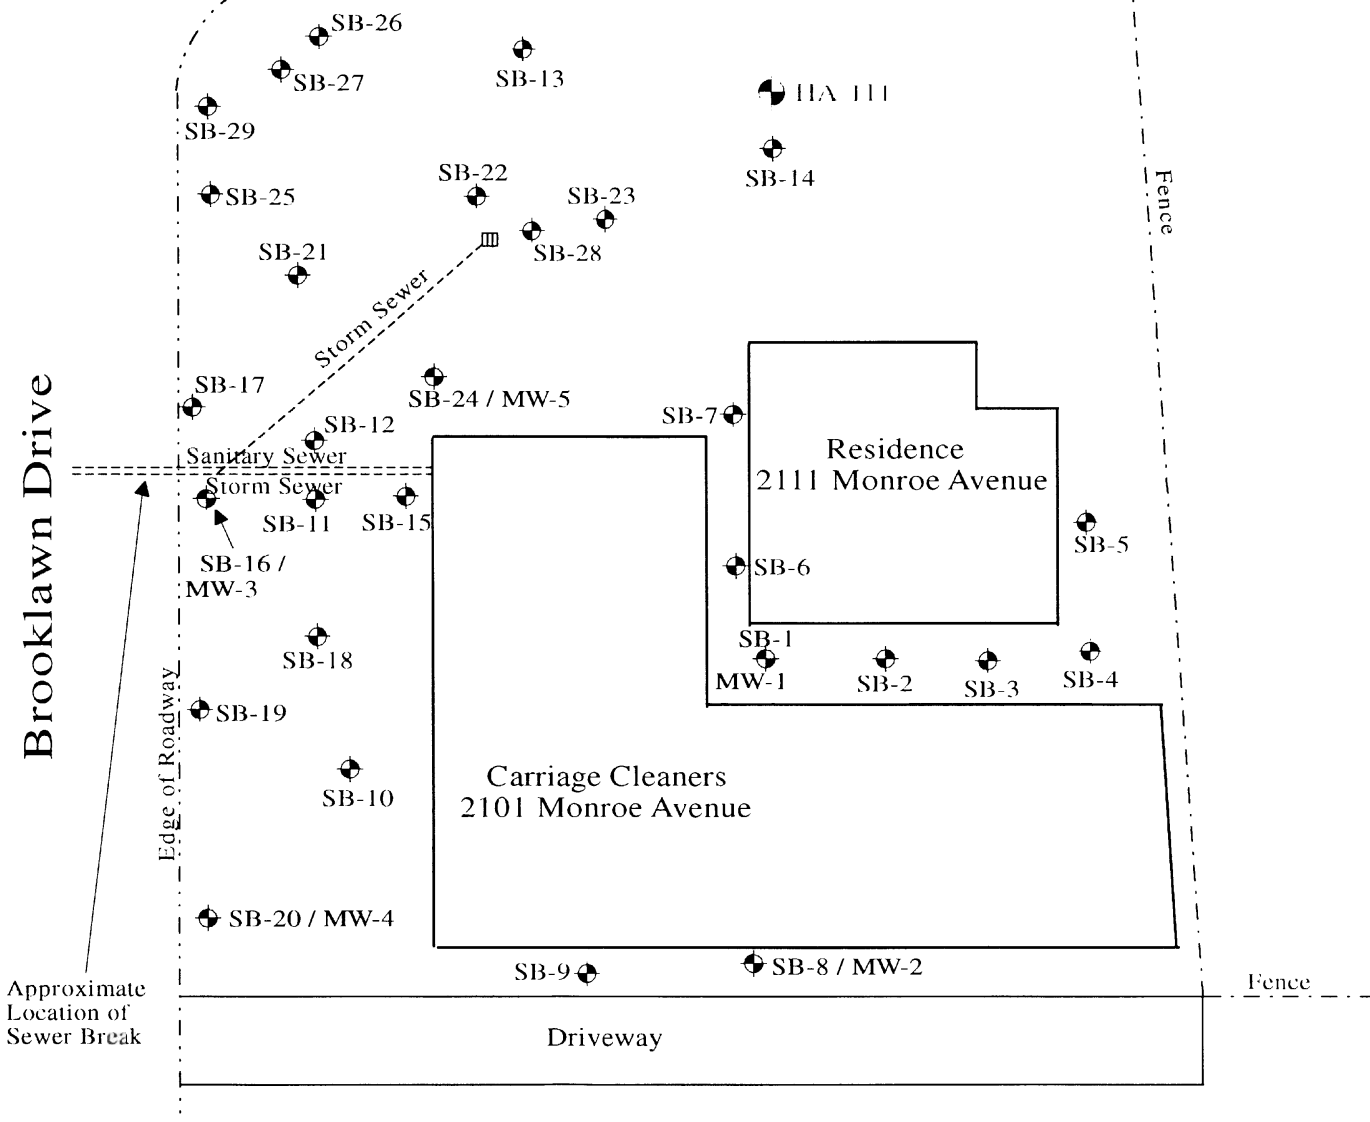 SB-26
SB-27
SB-13
SB-29
SB-14
SB-22
SB-25
SB-23
Fence
SB-28
SB-21
Storm Sewer
SB-17
SB-24 / MW-5
SB-7
SB-12
Residence
2111 Monroe Avenue
Sanitary Sewer
Storm Sewer
SB-11
SB-15
SB-5
SB-16 /
MW-3
SB-6
Brooklawn Drive
SB-1
MW-1
SB-2
SB-3
SB-4
SB-18
SB-19
Edge of Roadway
Carriage Cleaners
2101 Monroe Avenue
SB-10
SB-20 / MW-4
SB-9
SB-8 / MW-2
Fence
Approximate
Location of
Sewer Break
Driveway